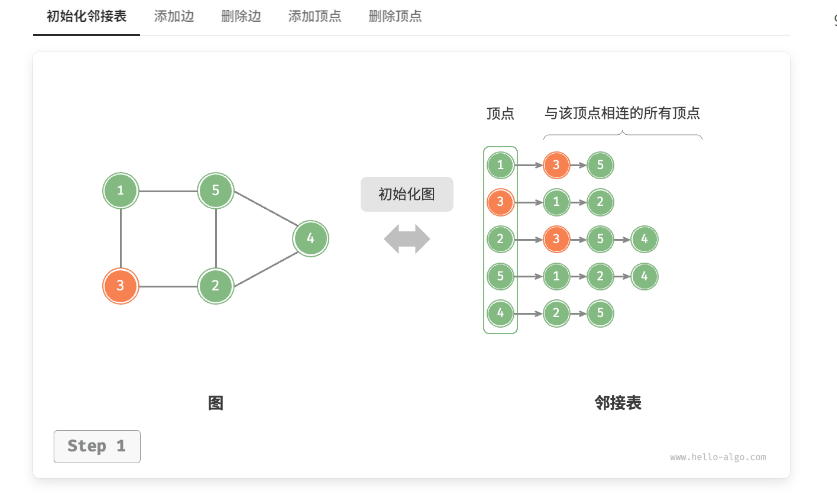 初始化邻接表 添加边 删除边 添加顶点 删除顶点
顶点 与该顶点相连的所有顶点
1 5 4 3 2
初始化图
1 3 5
3 1 2
2 3 5 4
5 1 2 4
4 2 5
图 邻接表
Step 1
www.hello-algo.com